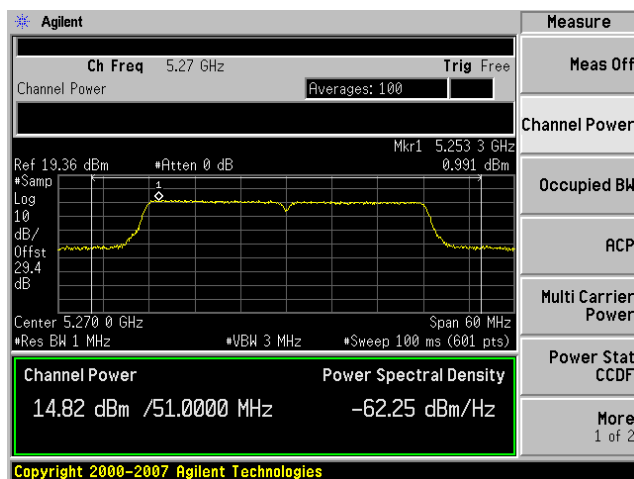 Agilent
Measure
Ch Freq 5.27 GHz Trig Free
Channel Power Averages: 100
Mkr1 5.253 3 GHz
Ref 19.36 dBm #Atten 0 dB 0.991 dBm
#Samp
Log
10
dB/
Offst
29.4
dB
1
Center 5.270 0 GHz Span 60 MHz
#Res BW 1 MHz #VBW 3 MHz #Sweep 100 ms (601 pts)
Channel Power Power Spectral Density
14.82 dBm /51.0000 MHz -62.25 dBm/Hz
Copyright 2000-2007 Agilent Technologies
Meas Off
Channel Power
Occupied BW
ACP
Multi Carrier
Power
Power Stat
CCDF
More
1 of 2